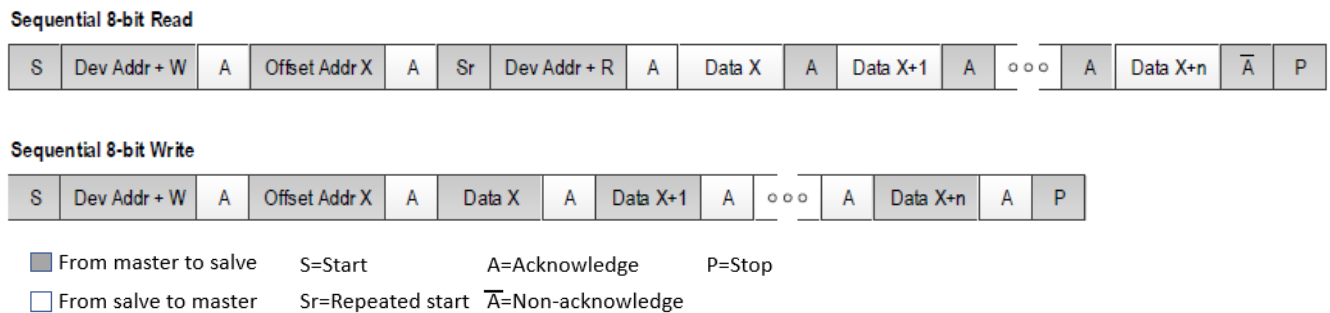 Sequential 8-bit Read
S Dev Addr + W A Offset Addr X A Sr Dev Addr + R A Data X A Data X+1 A o o o A Data X+n A̅ P
Sequential 8-bit Write
S Dev Addr + W A Offset Addr X A Data X A Data X+1 A o o o A Data X+n A P
From master to salve S=Start A=Acknowledge P=Stop
From salve to master Sr=Repeated start A̅=Non-acknowledge